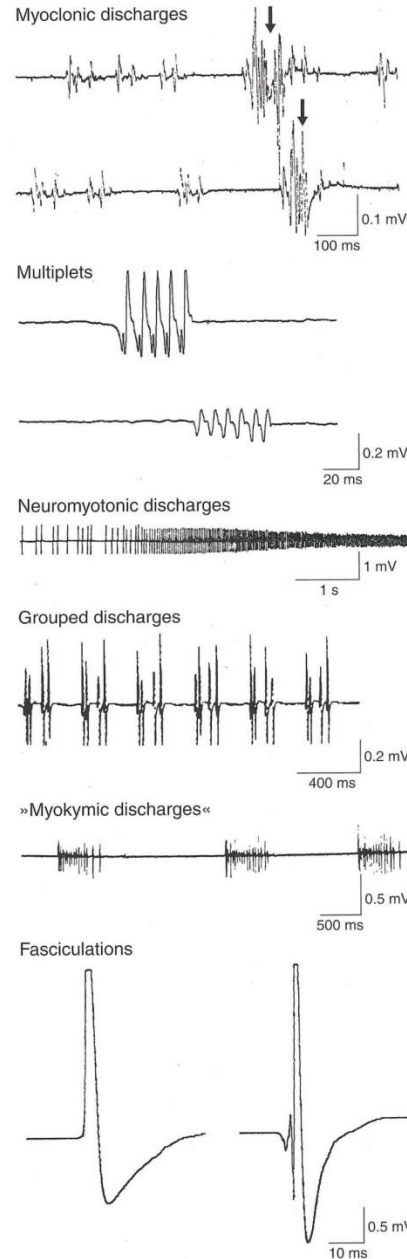 Myoclonic discharges
0.1 mV
100 ms
Multiplets
0.2 mV
20 ms
Neuromyotonic discharges
1 mV
1 s
Grouped discharges
0.2 mV
400 ms
»Myokymic discharges«
0.5 mV
500 ms
Fasciculations
0.5 mV
10 ms